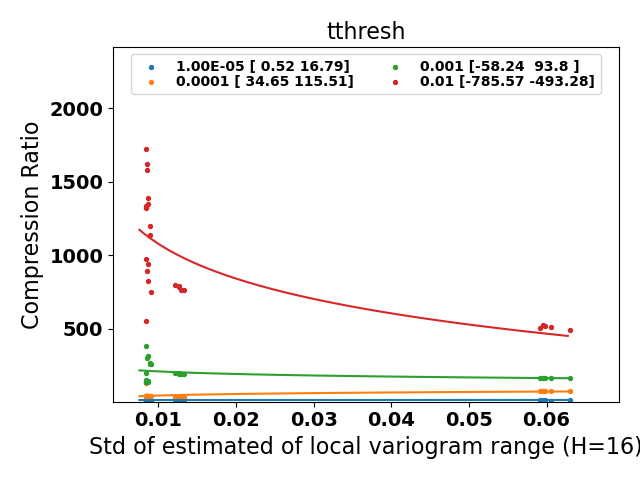 tthresh
1.00E-05 [ 0.52 16.79]
0.0001 [ 34.65 115.51]
0.001 [-58.24  93.8 ]
0.01 [-785.57 -493.28]
Compression Ratio
2000
1500
1000
500
0.01 0.02 0.03 0.04 0.05 0.06
Std of estimated of local variogram range (H=16)